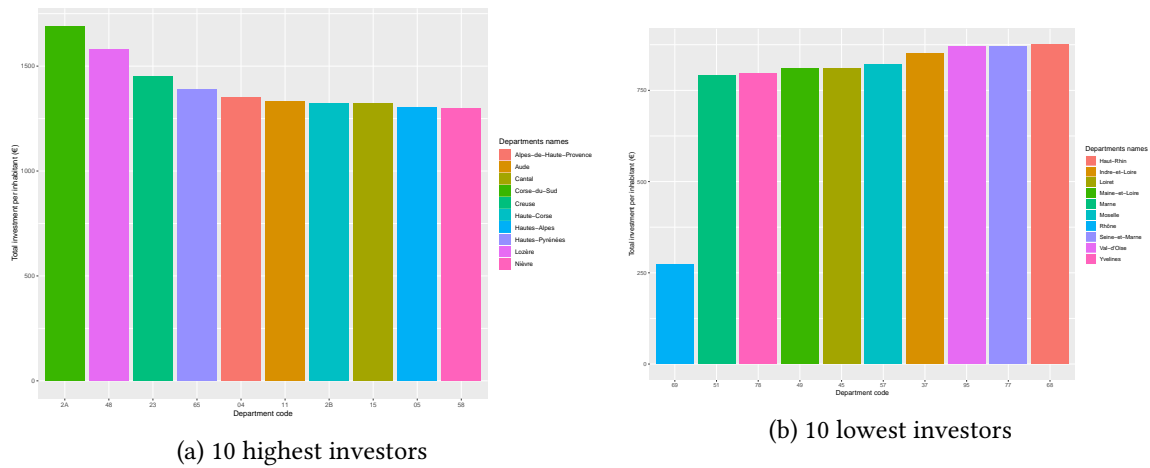 1500
1000
500
0
Total investment per inhabitant (€)
2A 48 23 65 04 11 2B 15 05 58
Department code
Departments names
Alpes-de-Haute-Provence
Aude
Cantal
Corse-du-Sud
Creuse
Haute-Corse
Hautes-Alpes
Hautes-Pyrénées
Lozère
Nièvre
(a) 10 highest investors
750
500
250
0
Total investment per inhabitant (€)
69 51 78 49 45 57 37 95 77 68
Department code
Departments names
Haut-Rhin
Indre-et-Loire
Loiret
Maine-et-Loire
Marne
Moselle
Rhône
Seine-et-Marne
Val-d'Oise
Yvelines
(b) 10 lowest investors